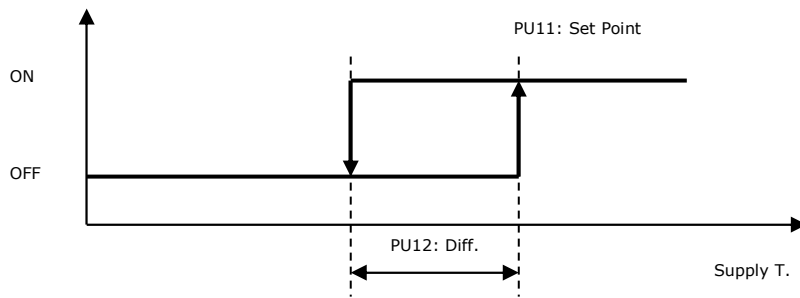 PU11: Set Point
ON
OFF
PU12: Diff.
Supply T.